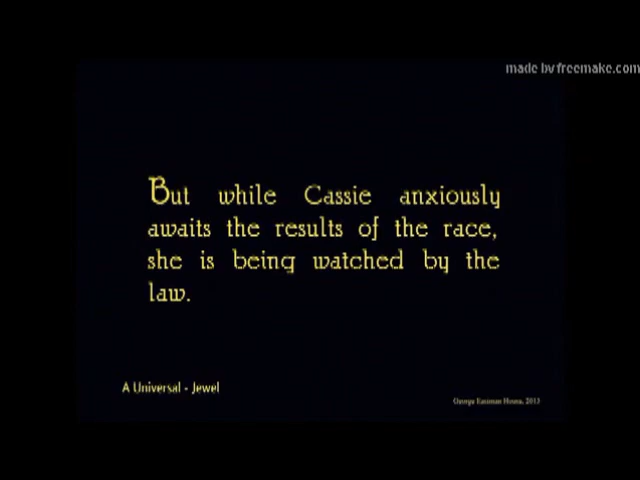 made by freemake.com
But while Cassie anxiously
awaits the results of the race,
she is being watched by the
law.
A Universal - Jewel
George Eastman House, 2013